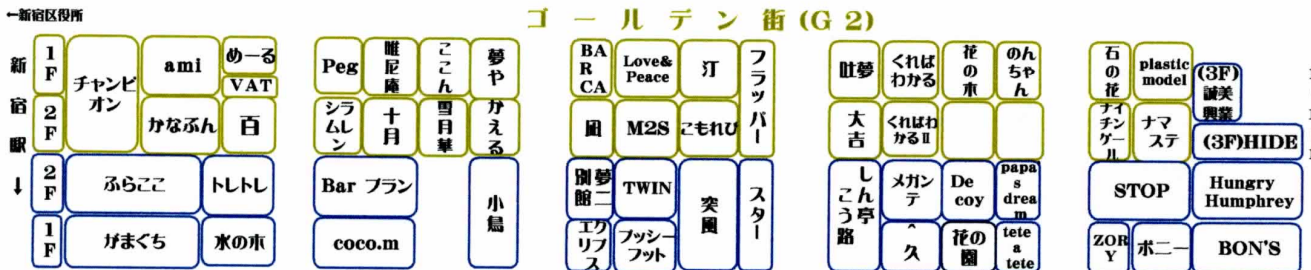 ←新宿区役所
ゴールデン街(G2)
新宿駅↓
1F
2F
2F
1F
チャンピオン
ami
めーる
VAT
かなぶん
百
ふらここ
トレトレ
がまぐち
水の木
Peg
唯尼庵
ここん
夢や
シラムレン
十月
雪月華
かえる
Bar プラン
小鳥
coco.m
BAR CA
Love& Peace
汀
フラッパー
凪
M2S
こもれび
夢二別館
TWIN
突風
スター
エクリプス
プッシーフット
吐夢
くればわかる
花の木
のんちゃん
大吉
くればわかるⅡ
しん亭こう路
メガンテ
De coy
papa's dream
久
花の園
tete a tete
石の花
plastic model
(3F)誠美興業
ナイチンゲール
ナマステ
(3F)HIDE
STOP
Hungry Humphrey
ZORY
ポニー
BON'S